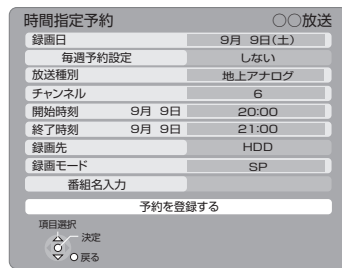 時間指定予約 〇〇放送
録画日 9月 9日(土)
毎週予約設定 しない
放送種別 地上アナログ
チャンネル 6
開始時刻 9月 9日 20:00
終了時刻 9月 9日 21:00
録画先 HDD
録画モード SP
番組名入力
予約を登録する
項目選択
決定
戻る